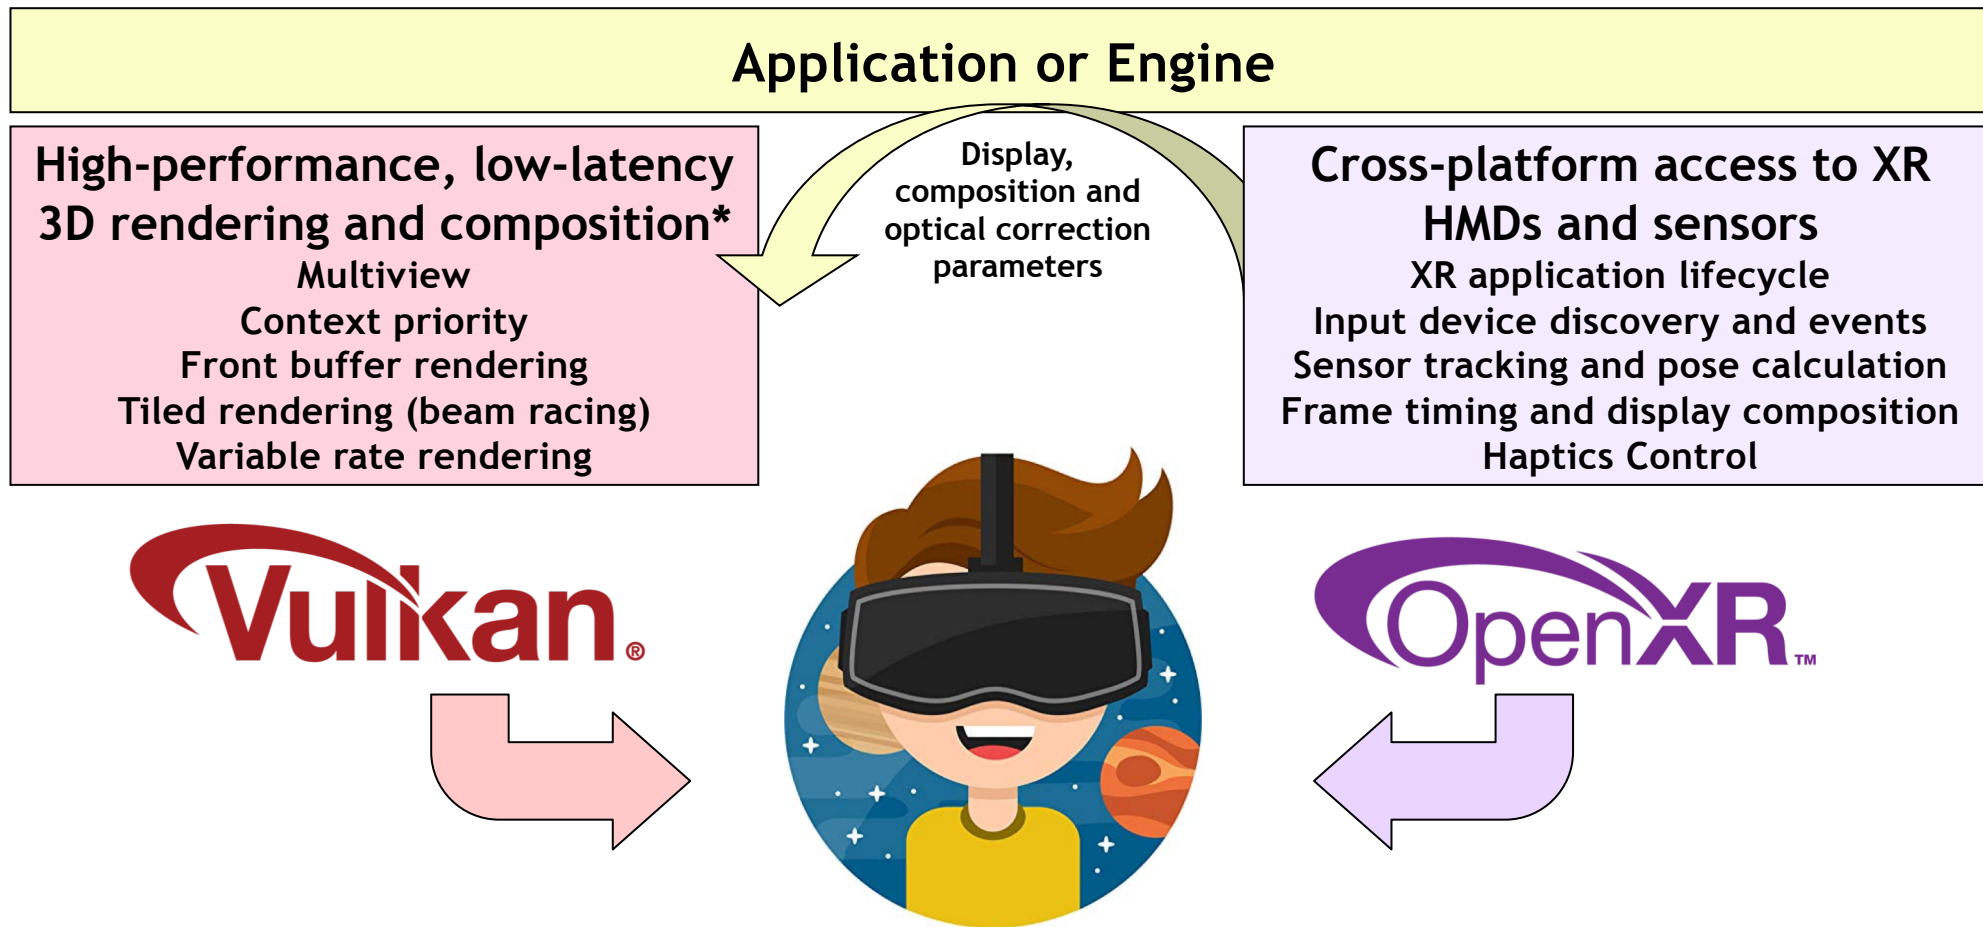 Application or Engine
High-performance, low-latency
3D rendering and composition*
Multiview
Context priority
Front buffer rendering
Tiled rendering (beam racing)
Variable rate rendering
Display,
composition and
optical correction
parameters
Cross-platform access to XR
HMDs and sensors
XR application lifecycle
Input device discovery and events
Sensor tracking and pose calculation
Frame timing and display composition
Haptics Control
Vulkan®
OpenXR™